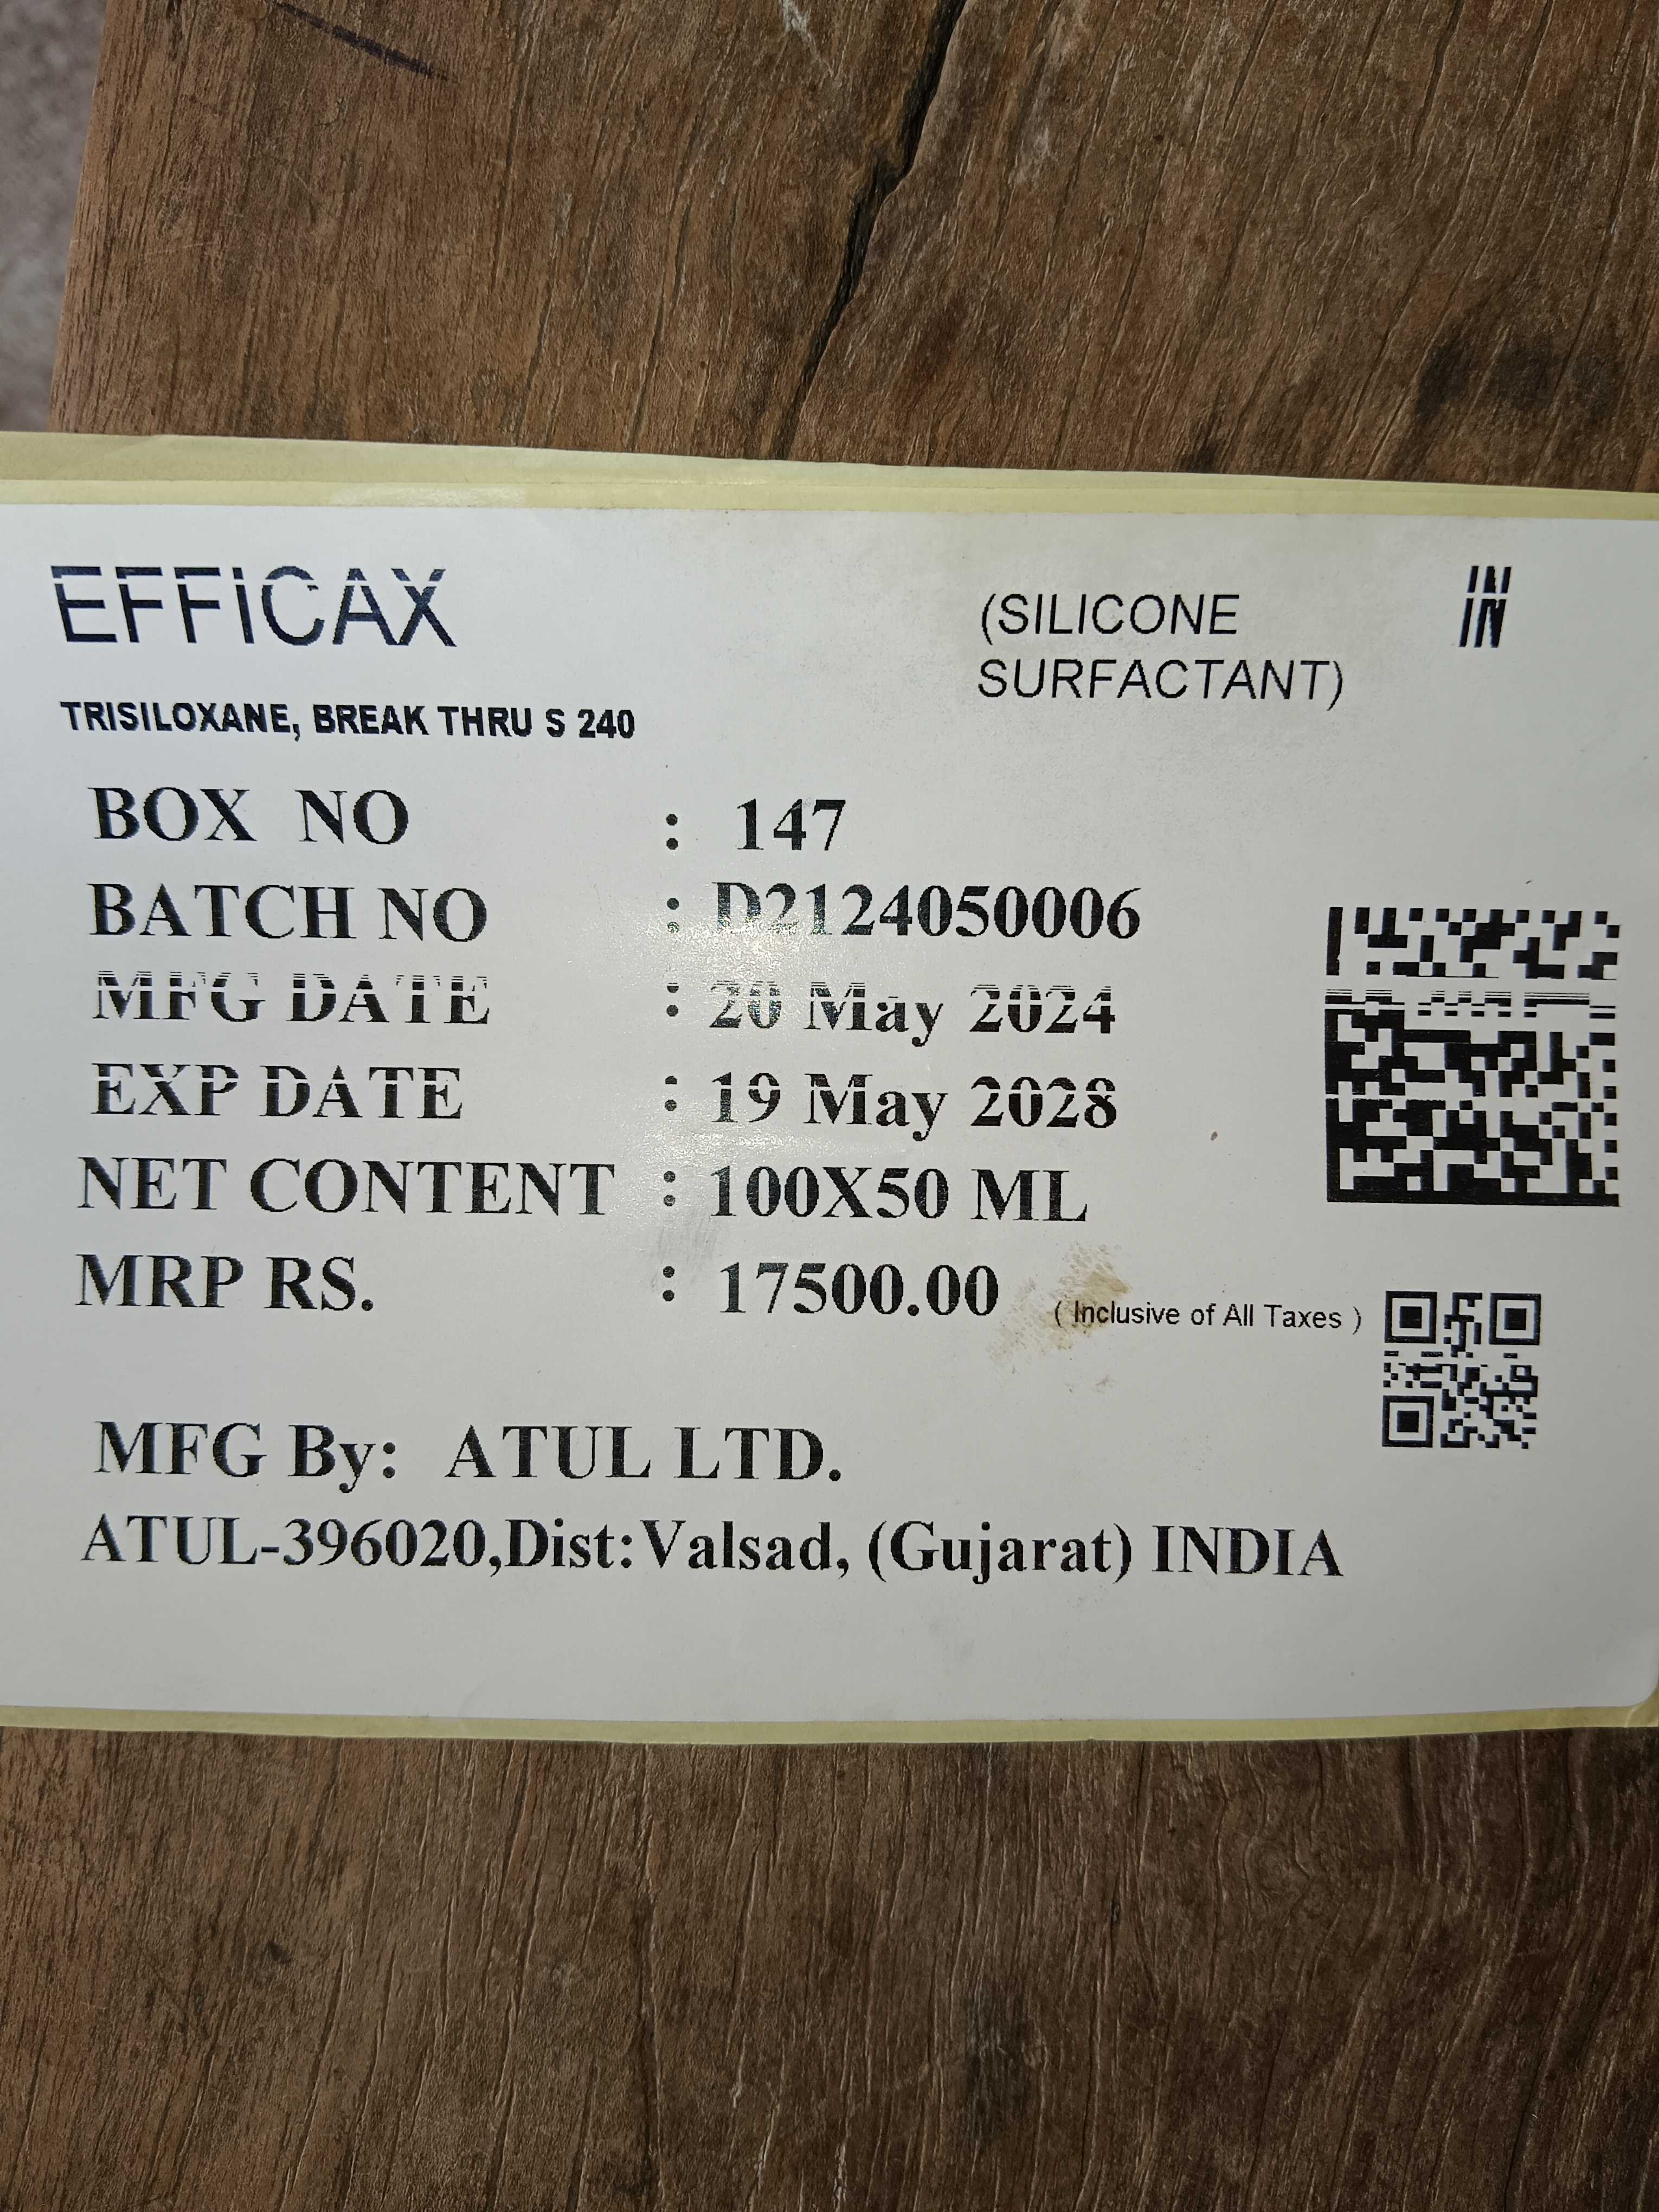 EFFICAX
(SILICONE
SURFACTANT)
IN
TRISILOXANE, BREAK THRU S 240
BOX NO : 147
BATCH NO : D2124050006
MFG DATE : 20 May 2024
EXP DATE : 19 May 2028
NET CONTENT : 100X50 ML
MRP RS. : 17500.00 ( Inclusive of All Taxes )
MFG By: ATUL LTD.
ATUL-396020,Dist:Valsad, (Gujarat) INDIA